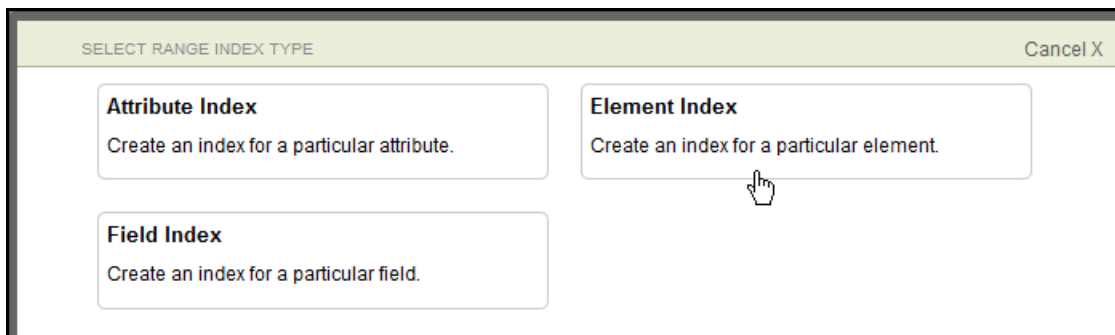 SELECT RANGE INDEX TYPE
Cancel X
Attribute Index
Create an index for a particular attribute.
Element Index
Create an index for a particular element.
Field Index
Create an index for a particular field.